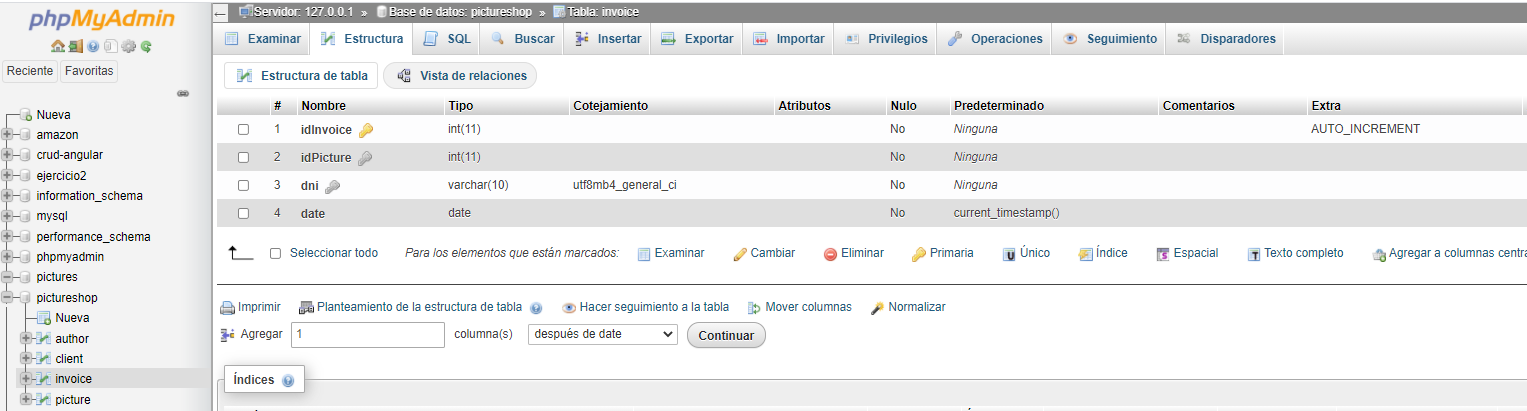 phpMyAdmin
Reciente Favoritas
Nueva
amazon
crud-angular
ejercicio2
information_schema
mysql
performance_schema
phpmyadmin
pictures
pictureshop
Nueva
author
client
invoice
picture
Servidor: 127.0.0.1 » Base de datos: pictureshop » Tabla: invoice
Examinar Estructura SQL Buscar Insertar Exportar Importar Privilegios Operaciones Seguimiento Disparadores
Estructura de tabla Vista de relaciones
# Nombre Tipo Cotejamiento Atributos Nulo Predeterminado Comentarios Extra
1 idInvoice int(11) No Ninguna AUTO_INCREMENT
2 idPicture int(11) No Ninguna
3 dni varchar(10) utf8mb4_general_ci No Ninguna
4 date date No current_timestamp()
Seleccionar todo Para los elementos que están marcados: Examinar Cambiar Eliminar Primaria Único Índice Espacial Texto completo Agregar a columnas centra
Imprimir Planteamiento de la estructura de tabla Hacer seguimiento a la tabla Mover columnas Normalizar
Agregar 1 columna(s) después de date Continuar
Índices